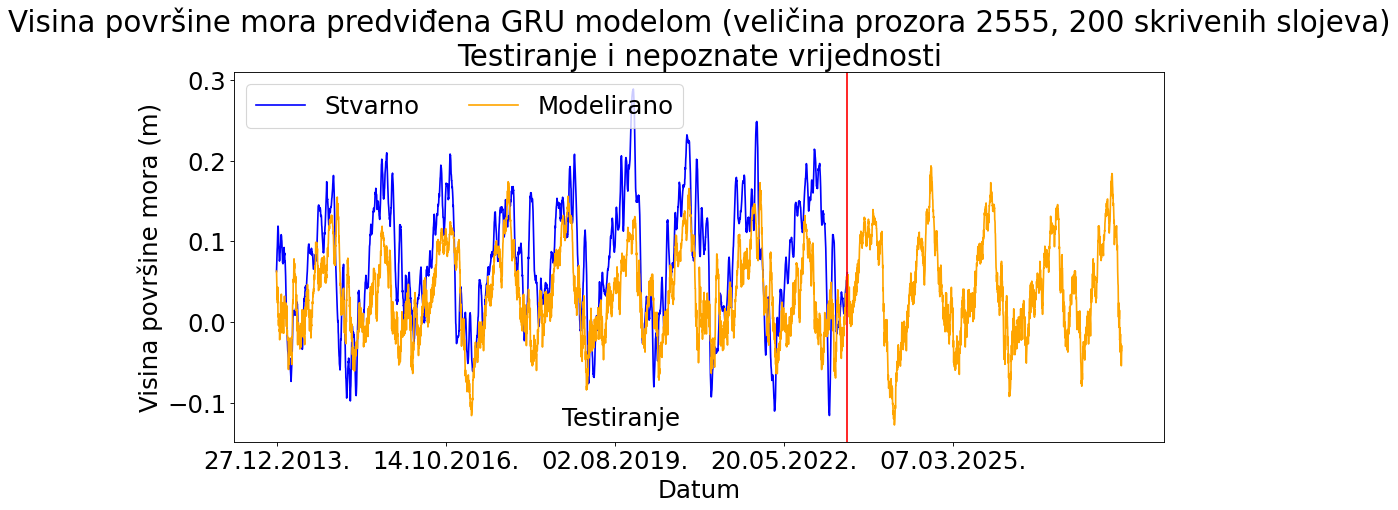 Visina površine mora predviđena GRU modelom (veličina prozora 2555, 200 skrivenih slojeva)
Testiranje i nepoznate vrijednosti
Stvarno
Modelirano
Visina površine mora (m)
0.3
0.2
0.1
0.0
−0.1
Testiranje
27.12.2013.
14.10.2016.
02.08.2019.
20.05.2022.
07.03.2025.
Datum